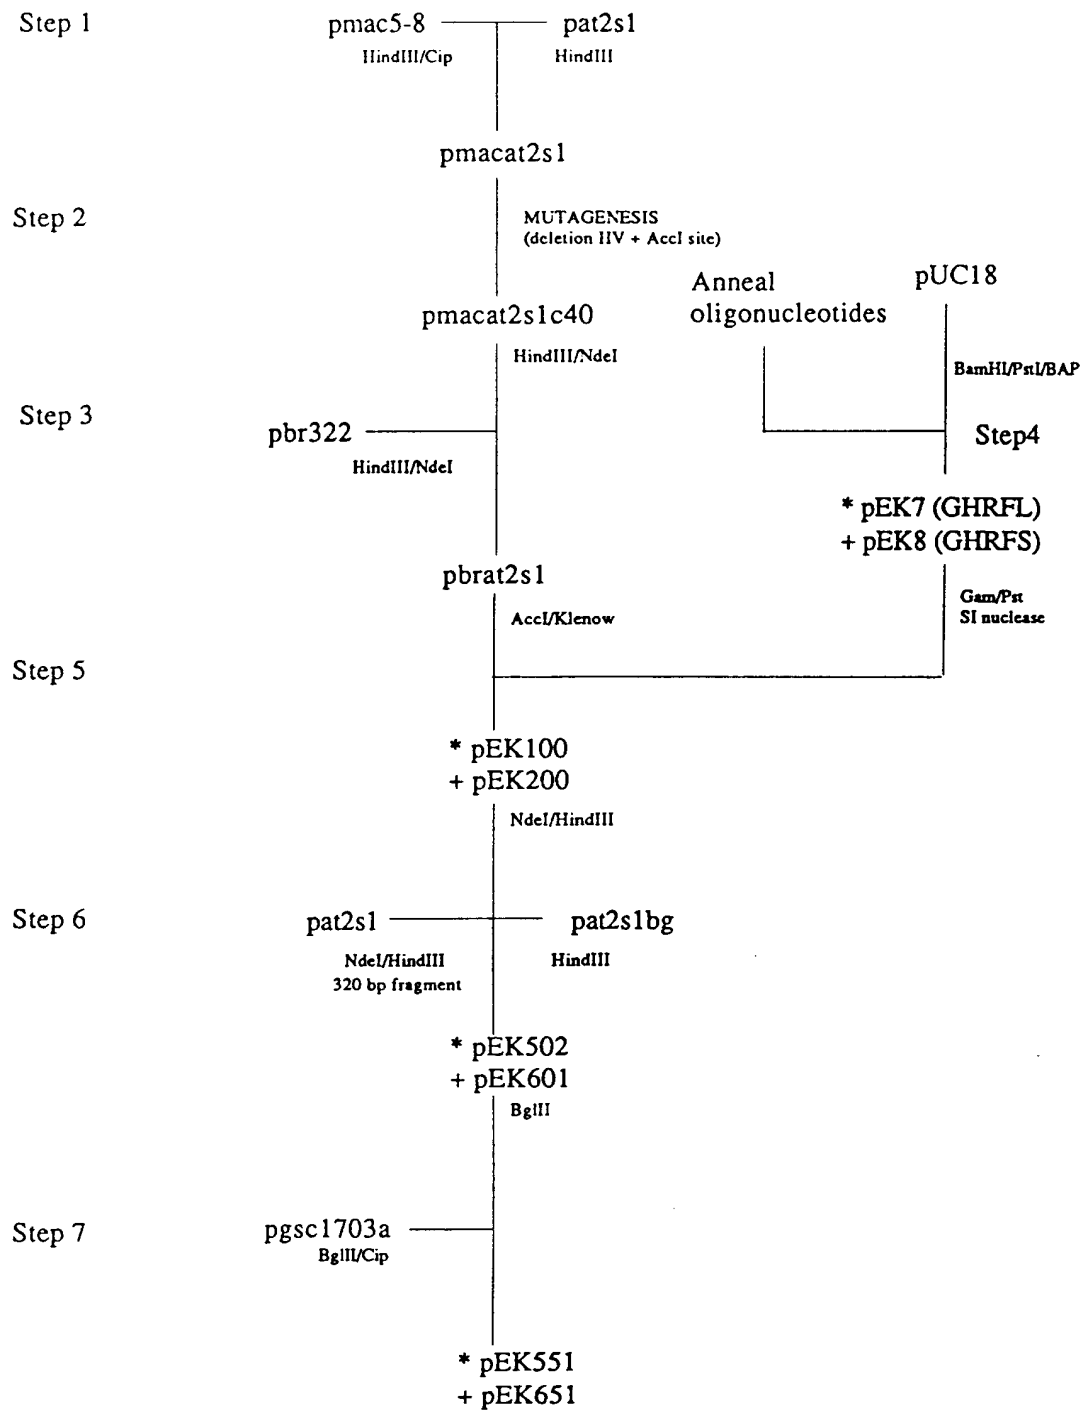 Step 1
pmac5-8
pat2s1
HindIII/Cip
HindIII
pmacat2s1
Step 2
MUTAGENESIS
(deletion HV + AccI site)
Anneal
oligonucleotides
pUC18
pmacat2s1c40
HindIII/NdeI
BamHI/PstI/BAP
Step 3
pbr322
HindIII/NdeI
Step4
* pEK7 (GHRFL)
+ pEK8 (GHRFS)
pbrat2s1
AccI/Klenow
Gam/Pst
SI nuclease
Step 5
* pEK100
+ pEK200
NdeI/HindIII
Step 6
pat2s1
pat2s1bg
NdeI/HindIII
320 bp fragment
HindIII
* pEK502
+ pEK601
BglII
Step 7
pgsc1703a
BglII/Cip
* pEK551
+ pEK651